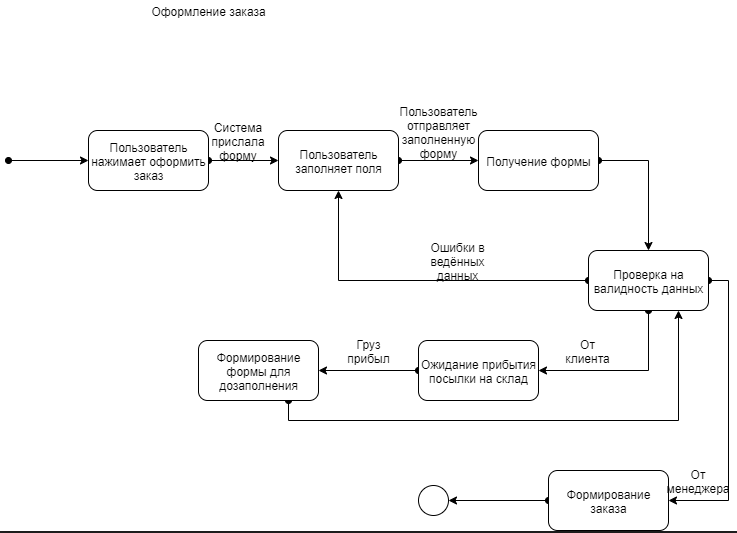 Оформление заказа
Пользователь
отправляет
заполненную
форму
Система
прислала
форму
Пользователь
нажимает оформить
заказ
Пользователь
заполняет поля
Получение формы
Ошибки в
ведённых
данных
Проверка на
валидность данных
Груз
прибыл
От
клиента
Формирование
формы для
дозаполнения
Ожидание прибытия
посылки на склад
От
менеджера
Формирование
заказа